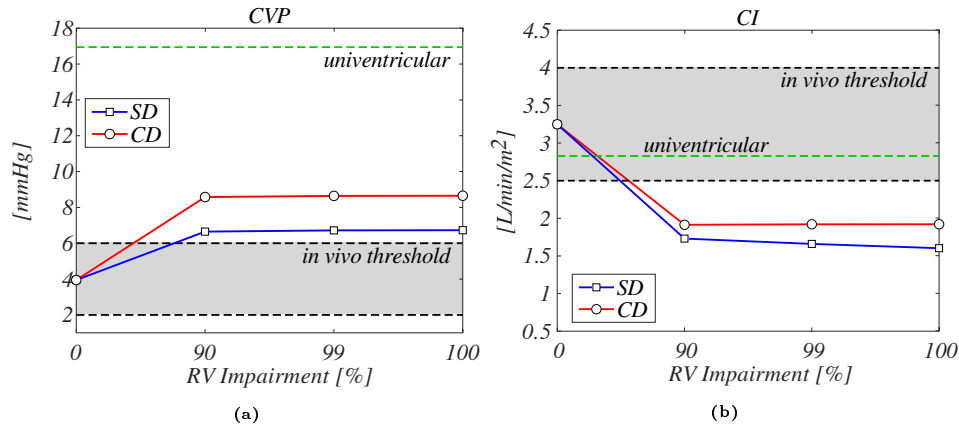 CVP
18
16
14
12
10
8
6
4
2
[mmHg]
univentricular
SD
CD
in vivo threshold
0 90 99 100
RV Impairment [%]
(a)
CI
4.5
4
3.5
3
2.5
2
1.5
1
0.5
[L/min/m²]
in vivo threshold
univentricular
SD
CD
0 90 99 100
RV Impairment [%]
(b)